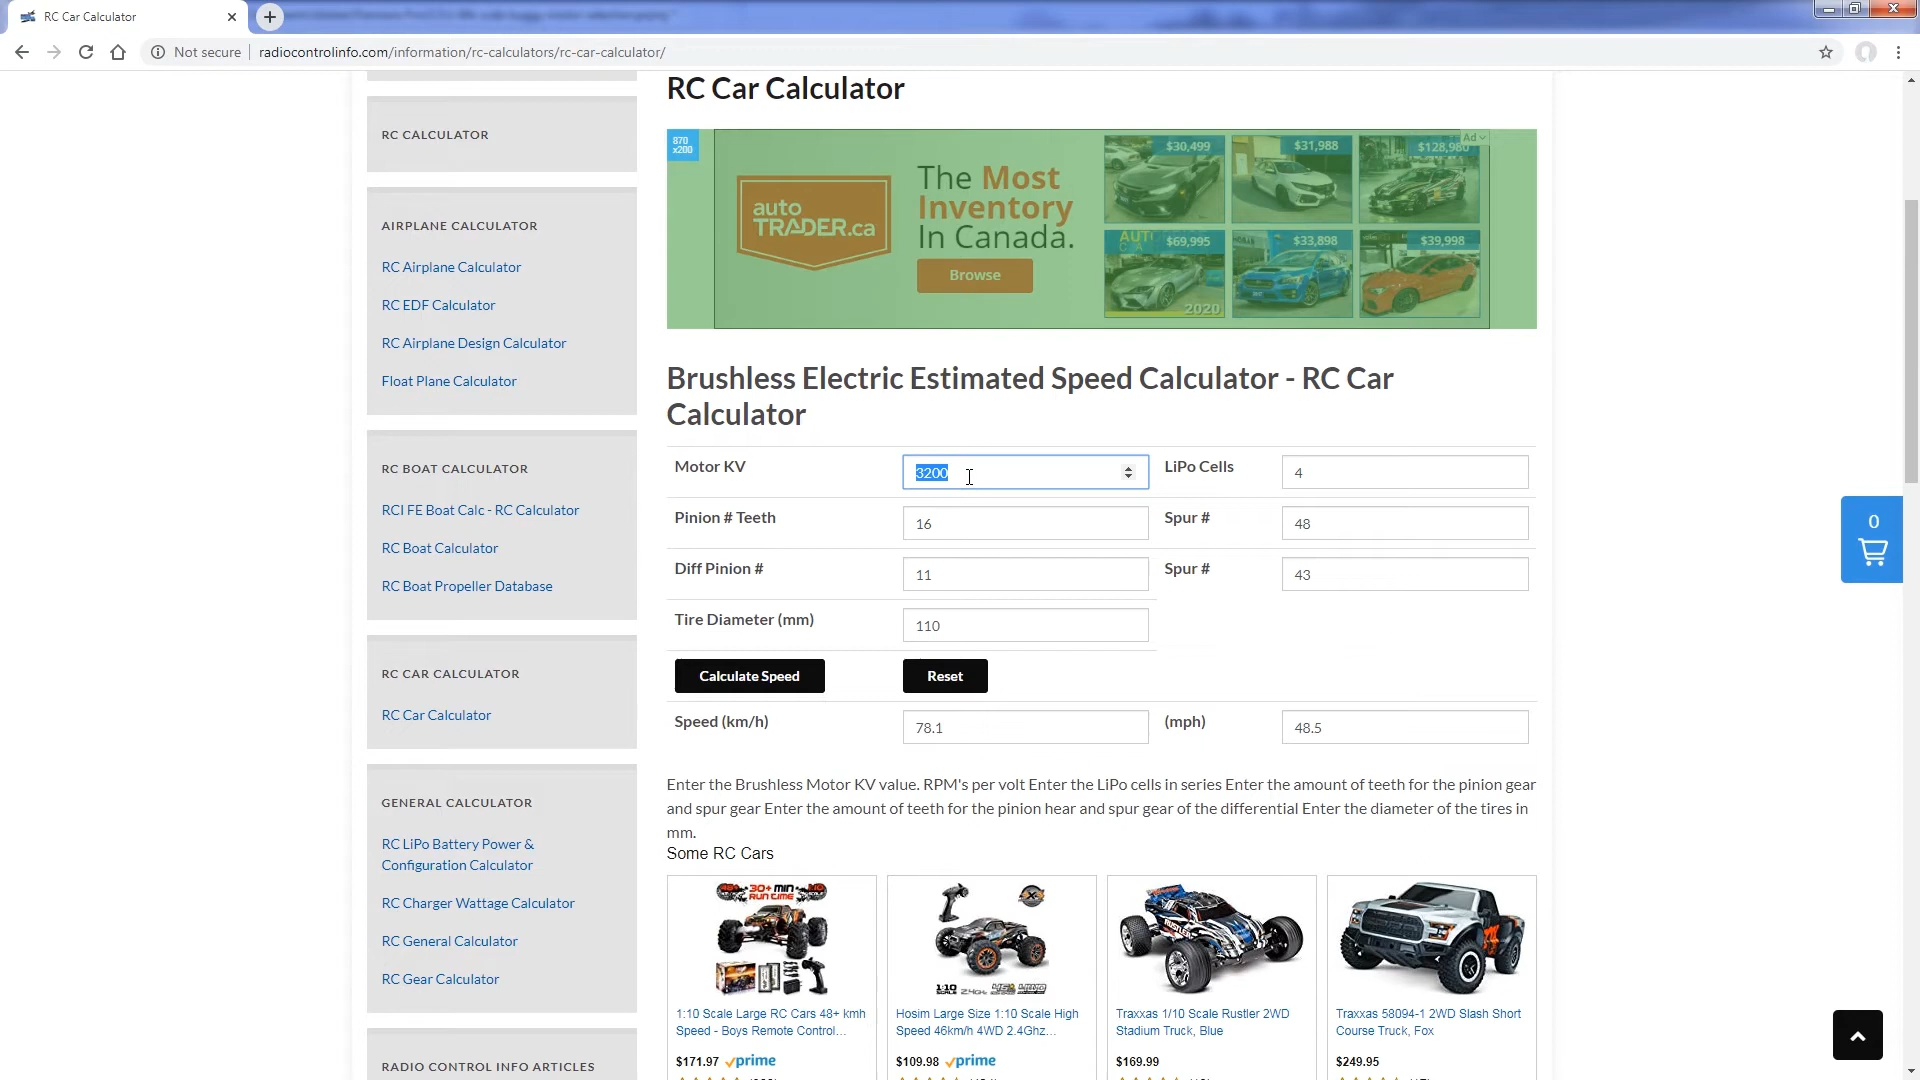 RC Car Calculator
Not secure
radiocontrolinfo.com/information/rc-calculators/rc-car-calculator/
RC CALCULATOR
AIRPLANE CALCULATOR
RC Airplane Calculator
RC EDF Calculator
RC Airplane Design Calculator
Float Plane Calculator
RC BOAT CALCULATOR
RCI FE Boat Calc - RC Calculator
RC Boat Calculator
RC Boat Propeller Database
RC CAR CALCULATOR
RC Car Calculator
GENERAL CALCULATOR
RC LiPo Battery Power &
Configuration Calculator
RC Charger Wattage Calculator
RC General Calculator
RC Gear Calculator
RADIO CONTROL INFO ARTICLES
RC Car Calculator
870
x200
Ad
auto
TRADER.ca
The Most
Inventory
In Canada.
Browse
$30,499
$31,988
$128,980
$69,995
$33,898
$39,998
2020
Brushless Electric Estimated Speed Calculator - RC Car
Calculator
Motor KV 3200 LiPo Cells 4
Pinion # Teeth 16 Spur # 48
Diff Pinion # 11 Spur # 43
Tire Diameter (mm) 110
Calculate Speed Reset
Speed (km/h) 78.1 (mph) 48.5
Enter the Brushless Motor KV value. RPM's per volt Enter the LiPo cells in series Enter the amount of teeth for the pinion gear
and spur gear Enter the amount of teeth for the pinion hear and spur gear of the differential Enter the diameter of the tires in
mm.
Some RC Cars
30+ MIN
RUN TIME
1:10 Scale Large RC Cars 48+ kmh
Speed - Boys Remote Control...
$171.97 prime
1:10
SCALE
2.4GHz
Hosim Large Size 1:10 Scale High
Speed 46km/h 4WD 2.4Ghz...
$109.98 prime
Traxxas 1/10 Scale Rustler 2WD
Stadium Truck, Blue
$169.99
Traxxas 58094-1 2WD Slash Short
Course Truck, Fox
$249.95
0